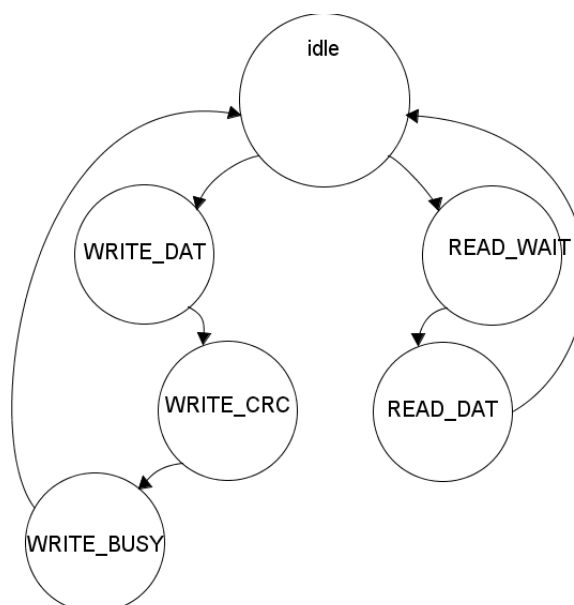 idle
WRITE_DAT
READ_WAIT
WRITE_CRC
READ_DAT
WRITE_BUSY